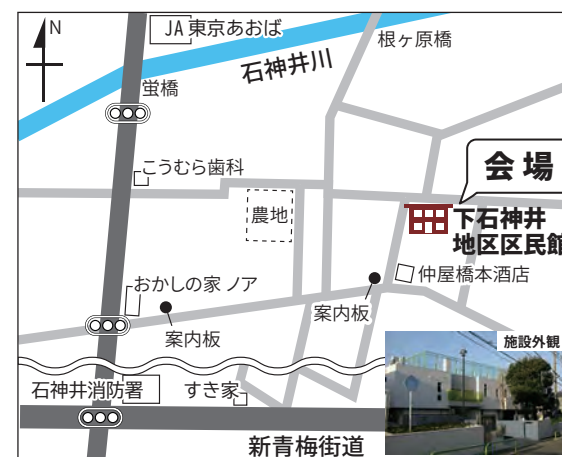 N
JA 東京あおば
根ヶ原橋
石神井川
蛍橋
こうむら歯科
会場
農地
下石神井
地区区民館
仲屋橋本酒店
おかしの家 ノア
案内板
案内板
施設外観
石神井消防署
すき家
新青梅街道